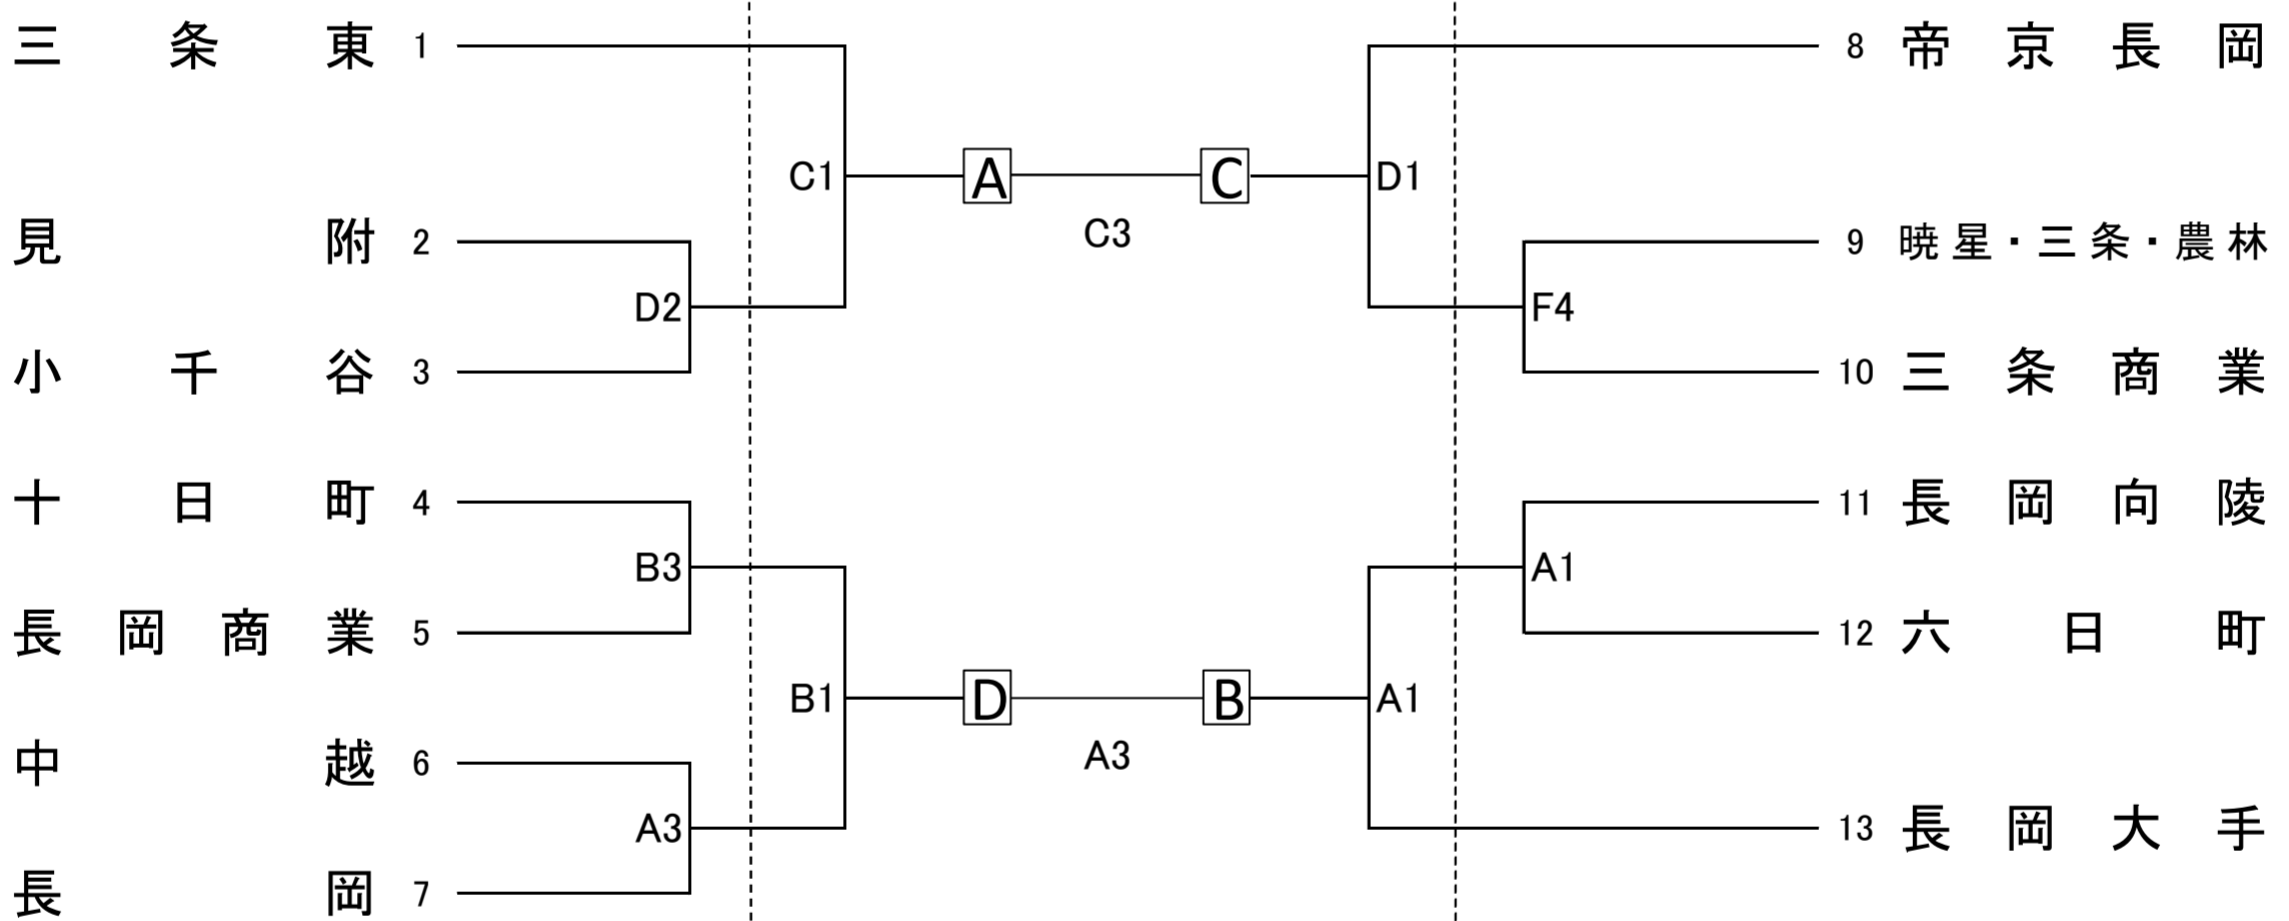 三条東 1
8 帝京長岡
C1 A C D1
見附 2
C3
9 暁星・三条・農林
D2
F4
小千谷 3
10 三条商業
十日町 4
11 長岡向陵
B3
A1
長岡商業 5
12 六日町
B1 D B A1
中越 6
A3
A3
13 長岡大手
長岡 7